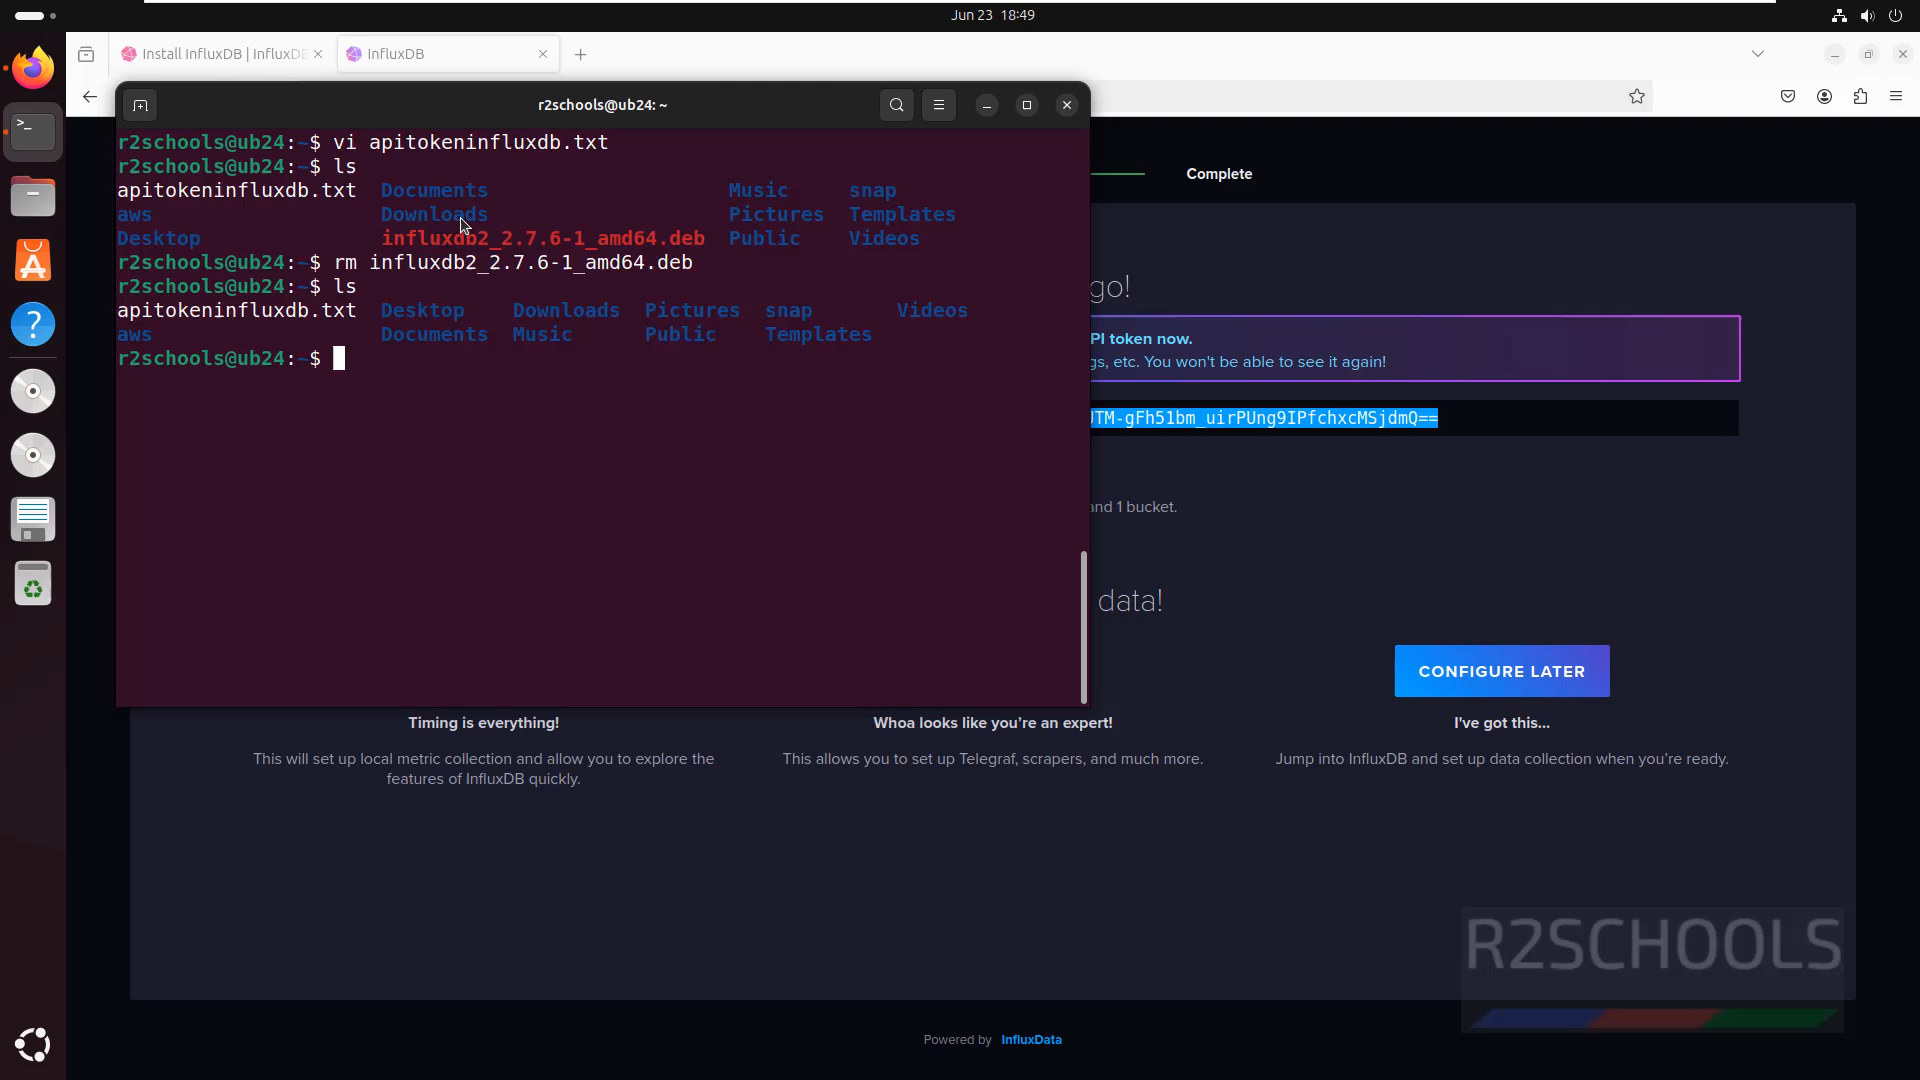 Jun 23 18:49
Install InfluxDB | InfluxDB
InfluxDB
r2schools@ub24: ~
r2schools@ub24:~$ vi apitokeninfluxdb.txt
r2schools@ub24:~$ ls
apitokeninfluxdb.txt Documents Music snap
aws Downloads Pictures Templates
Desktop influxdb2_2.7.6-1_amd64.deb Public Videos
r2schools@ub24:~$ rm influxdb2_2.7.6-1_amd64.deb
r2schools@ub24:~$ ls
apitokeninfluxdb.txt Desktop Downloads Pictures snap Videos
aws Documents Music Public Templates
r2schools@ub24:~$
Complete
go!
PI token now.
gs, etc. You won't be able to see it again!
JTM-gFh51bm_uirPUng9IPfchxcMSjdmQ==
and 1 bucket.
data!
CONFIGURE LATER
Timing is everything!
This will set up local metric collection and allow you to explore the
features of InfluxDB quickly.
Whoa looks like you're an expert!
This allows you to set up Telegraf, scrapers, and much more.
I've got this...
Jump into InfluxDB and set up data collection when you're ready.
R2SCHOOLS
Powered by InfluxData